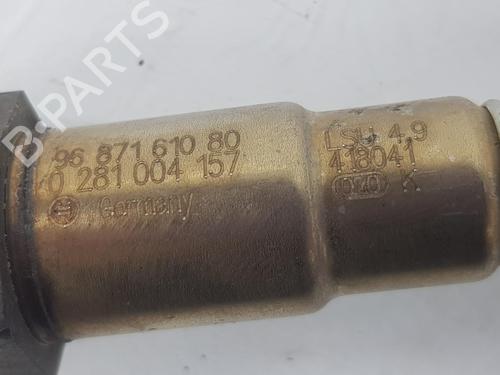 B-PARTS
96 871 610 80
0 281 004 157
Germany
LSU 4.9
418041
K